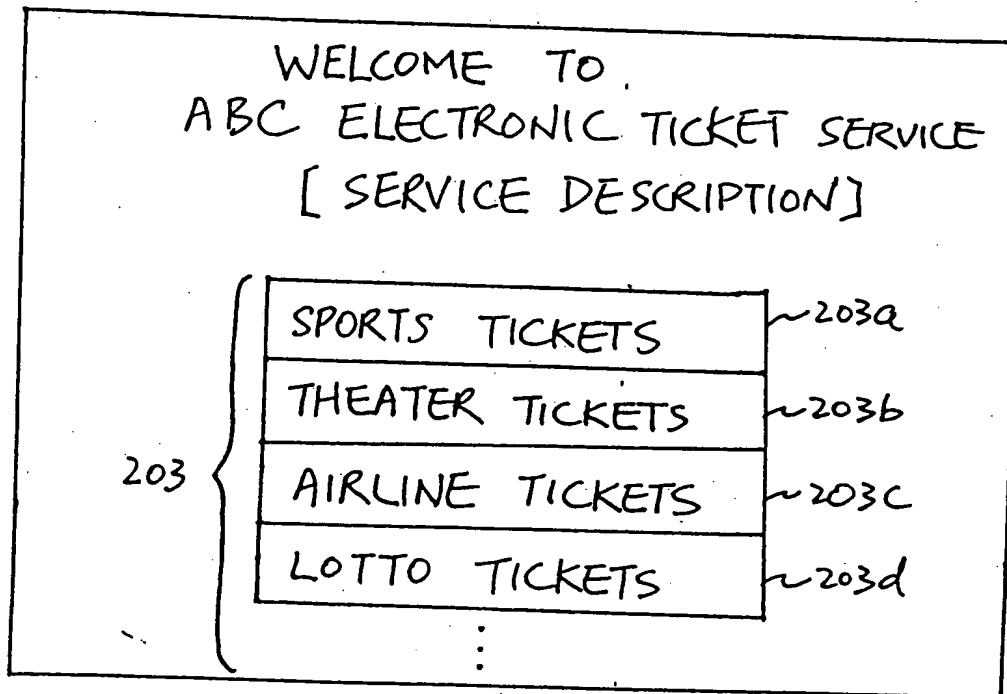 WELCOME TO
ABC ELECTRONIC TICKET SERVICE
[SERVICE DESCRIPTION]
SPORTS TICKETS 203a
THEATER TICKETS 203b
203
AIRLINE TICKETS 203c
LOTTO TICKETS 203d